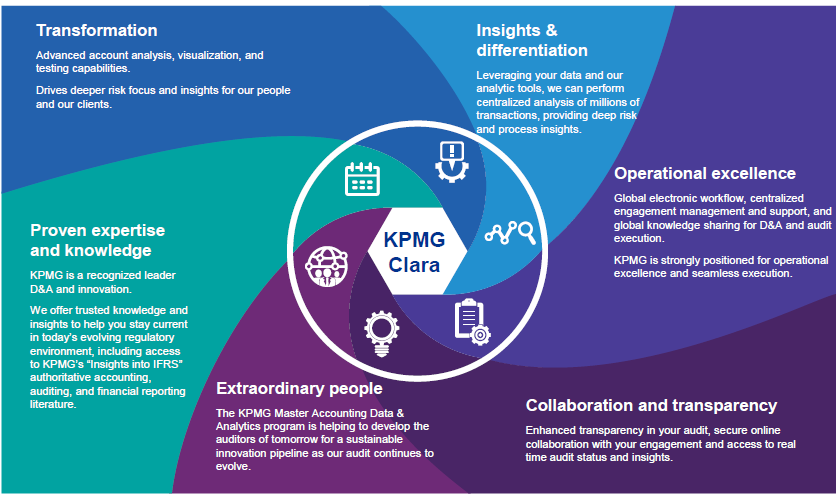 Transformation
Advanced account analysis, visualization, and
testing capabilities.
Drives deeper risk focus and insights for our people
and our clients.
Insights &
differentiation
Leveraging your data and our
analytic tools, we can perform
centralized analysis of millions of
transactions, providing deep risk
and process insights.
Operational excellence
Global electronic workflow, centralized
engagement management and support, and
global knowledge sharing for D&A and audit
execution.
KPMG is strongly positioned for operational
excellence and seamless execution.
Proven expertise
and knowledge
KPMG is a recognized leader
D&A and innovation.
We offer trusted knowledge and
insights to help you stay current
in today's evolving regulatory
environment, including access
to KPMG's "Insights into IFRS"
authoritative accounting,
auditing, and financial reporting
literature.
KPMG
Clara
Extraordinary people
The KPMG Master Accounting Data &
Analytics program is helping to develop the
auditors of tomorrow for a sustainable
innovation pipeline as our audit continues to
evolve.
Collaboration and transparency
Enhanced transparency in your audit, secure online
collaboration with your engagement and access to real
time audit status and insights.